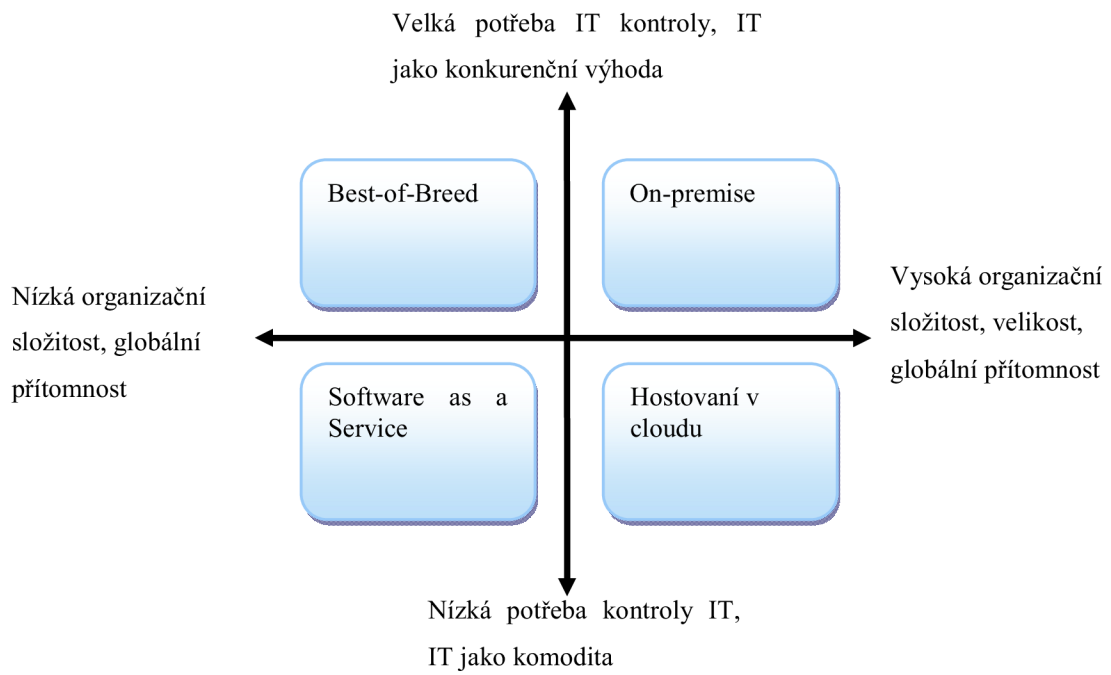 Velká potřeba IT kontroly, IT
jako konkurenční výhoda
Best-of-Breed
On-premise
Nízká organizační
složitost, globální
přítomnost
Vysoká organizační
složitost, velikost,
globální přítomnost
Software as a
Service
Hostovaní v
cloudu
Nízká potřeba kontroly IT,
IT jako komodita